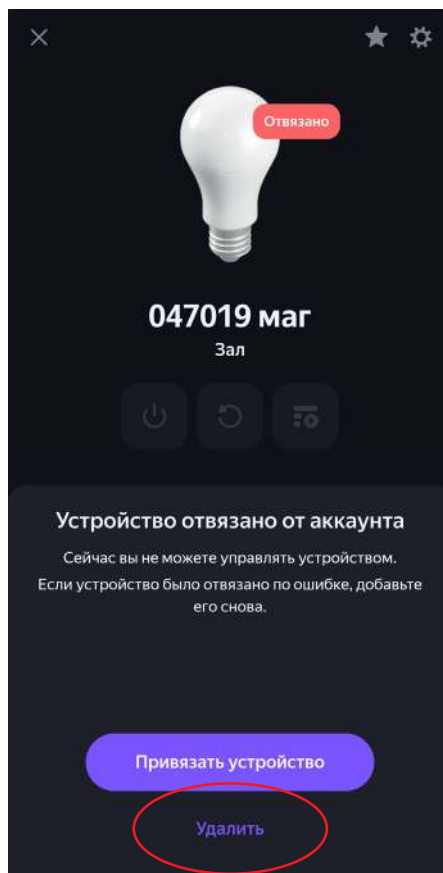 Отвязано
047019 маг
Зал
Устройство отвязано от аккаунта
Сейчас вы не можете управлять устройством.
Если устройство было отвязано по ошибке, добавьте
его снова.
Привязать устройство
Удалить